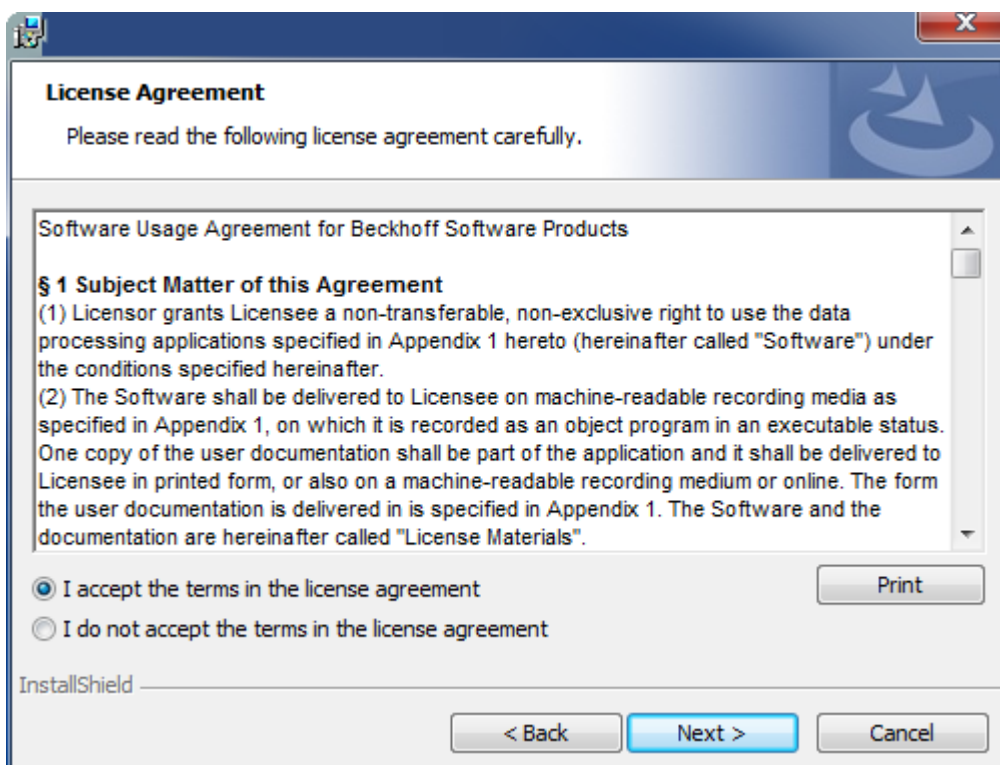 License Agreement
Please read the following license agreement carefully.
Software Usage Agreement for Beckhoff Software Products
§ 1 Subject Matter of this Agreement
(1) Licensor grants Licensee a non-transferable, non-exclusive right to use the data
processing applications specified in Appendix 1 hereto (hereinafter called "Software") under
the conditions specified hereinafter.
(2) The Software shall be delivered to Licensee on machine-readable recording media as
specified in Appendix 1, on which it is recorded as an object program in an executable status.
One copy of the user documentation shall be part of the application and it shall be delivered to
Licensee in printed form, or also on a machine-readable recording medium or online. The form
the user documentation is delivered in is specified in Appendix 1. The Software and the
documentation are hereinafter called "License Materials".
I accept the terms in the license agreement
Print
I do not accept the terms in the license agreement
InstallShield
< Back
Next >
Cancel